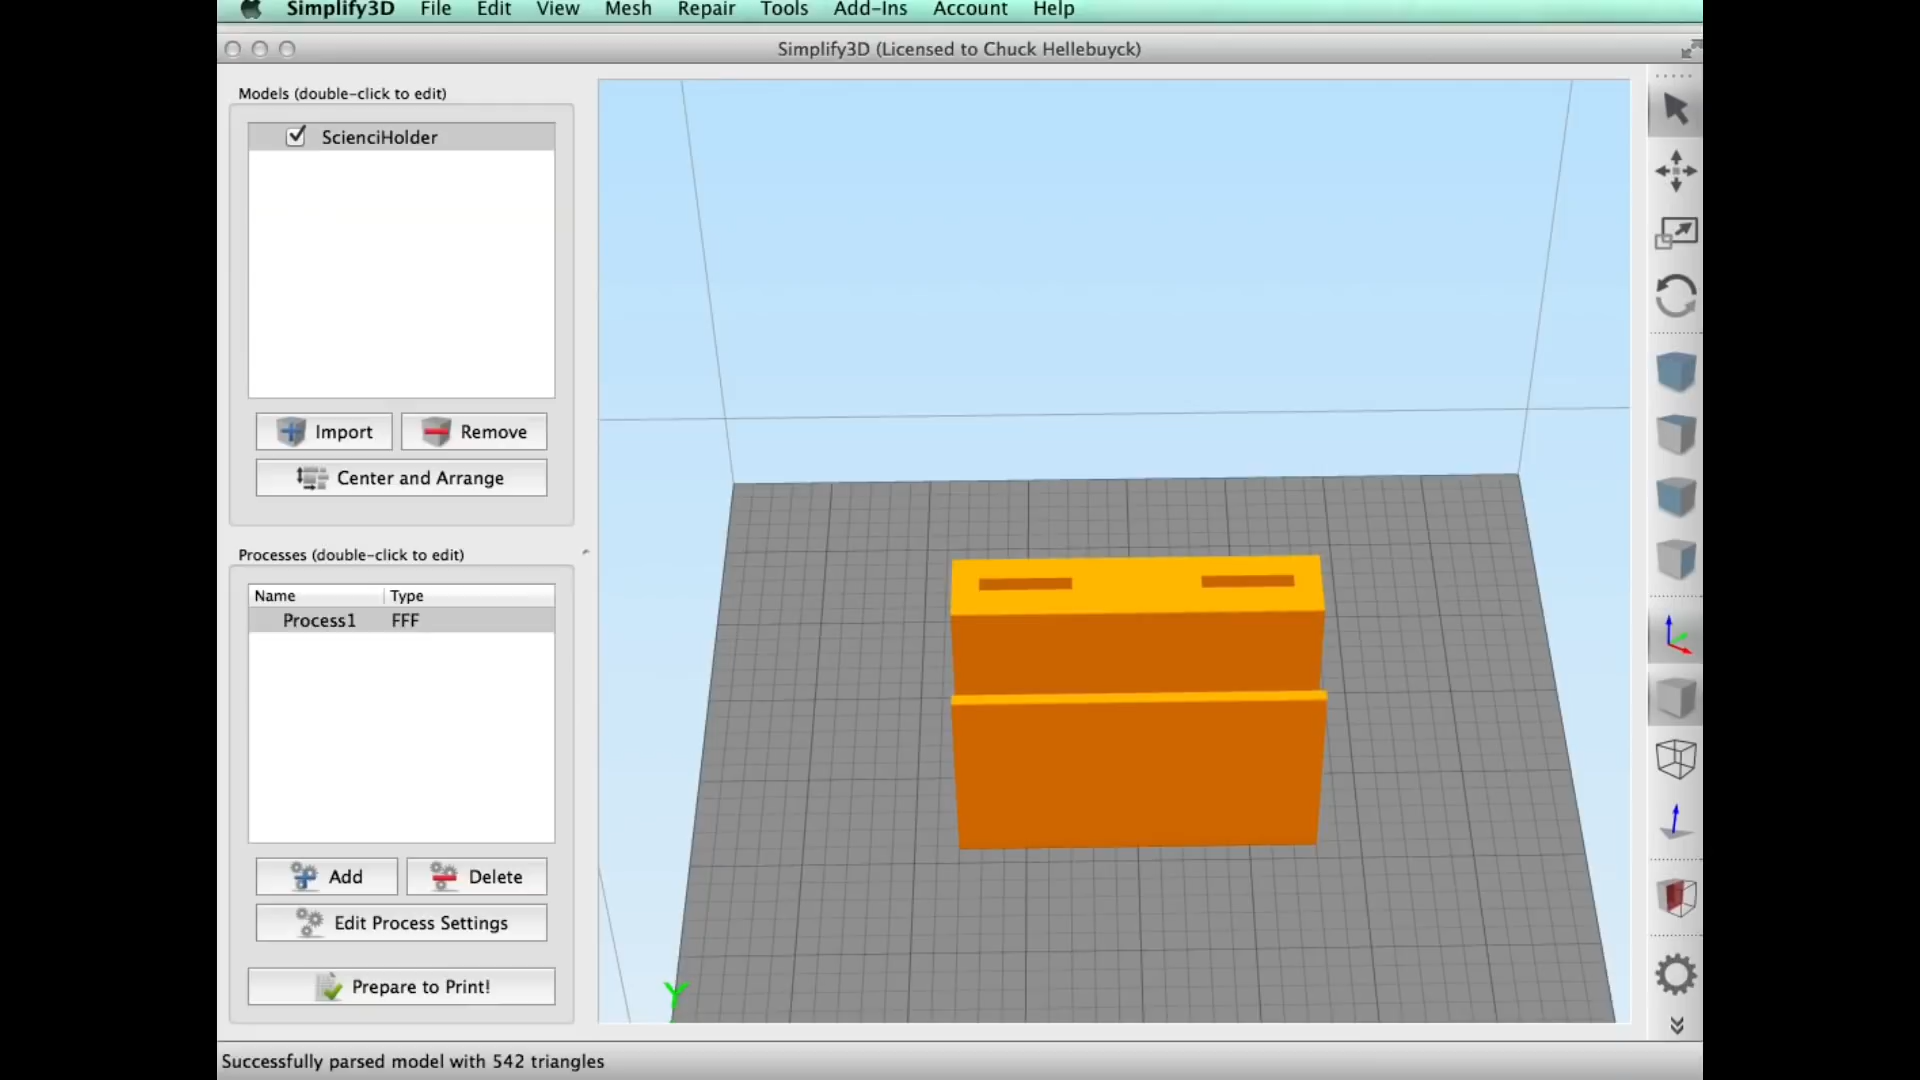 Simplify3D File Edit View Mesh Repair Tools Add-Ins Account Help
Simplify3D (Licensed to Chuck Hellebuyck)
Models (double-click to edit)
ScienciHolder
Import Remove
Center and Arrange
Processes (double-click to edit)
Name Type
Process1 FFF
Add Delete
Edit Process Settings
Prepare to Print!
Y
Successfully parsed model with 542 triangles